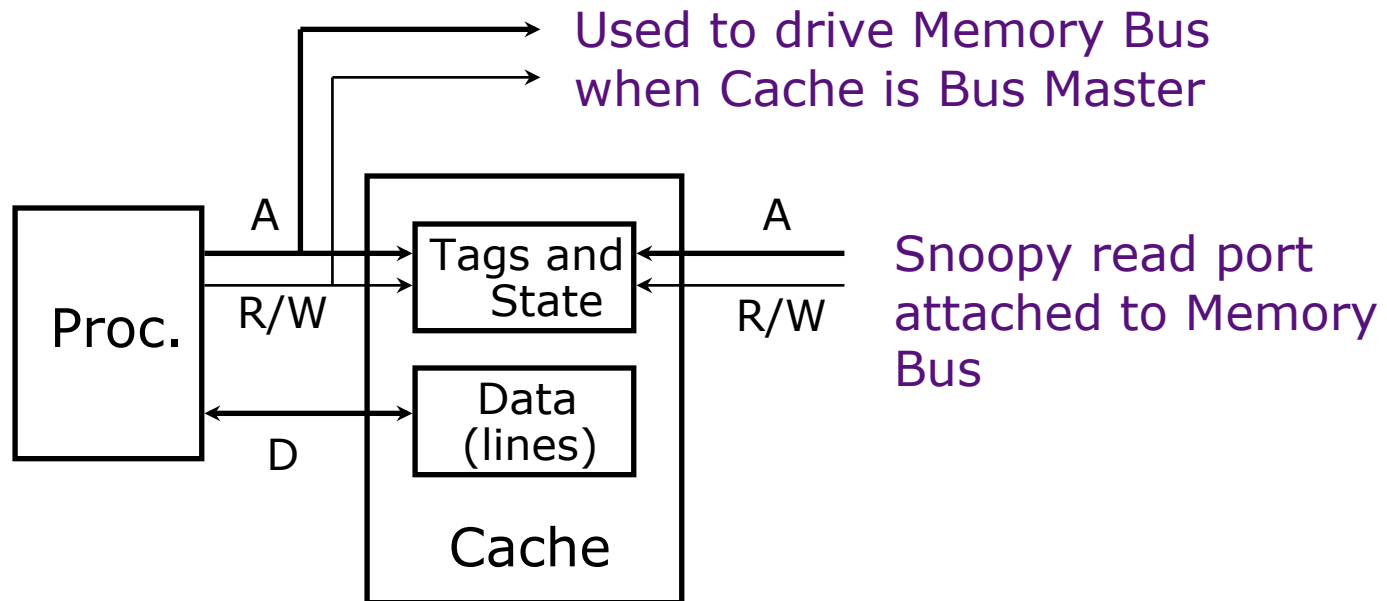 Used to drive Memory Bus
when Cache is Bus Master
A
A
Tags and
State
Snoopy read port
attached to Memory
Bus
R/W
R/W
Proc.
Data
(lines)
D
Cache